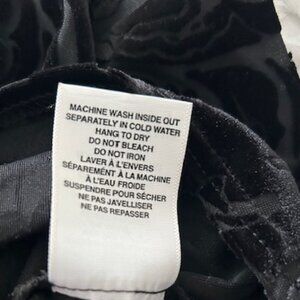 MACHINE WASH INSIDE OUT
SEPARATELY IN COLD WATER
HANG TO DRY
DO NOT BLEACH
DO NOT IRON
LAVER À L'ENVERS
SÉPARÉMENT À LA MACHINE
À L'EAU FROIDE
SUSPENDRE POUR SÉCHER
NE PAS JAVELLISER
NE PAS REPASSER